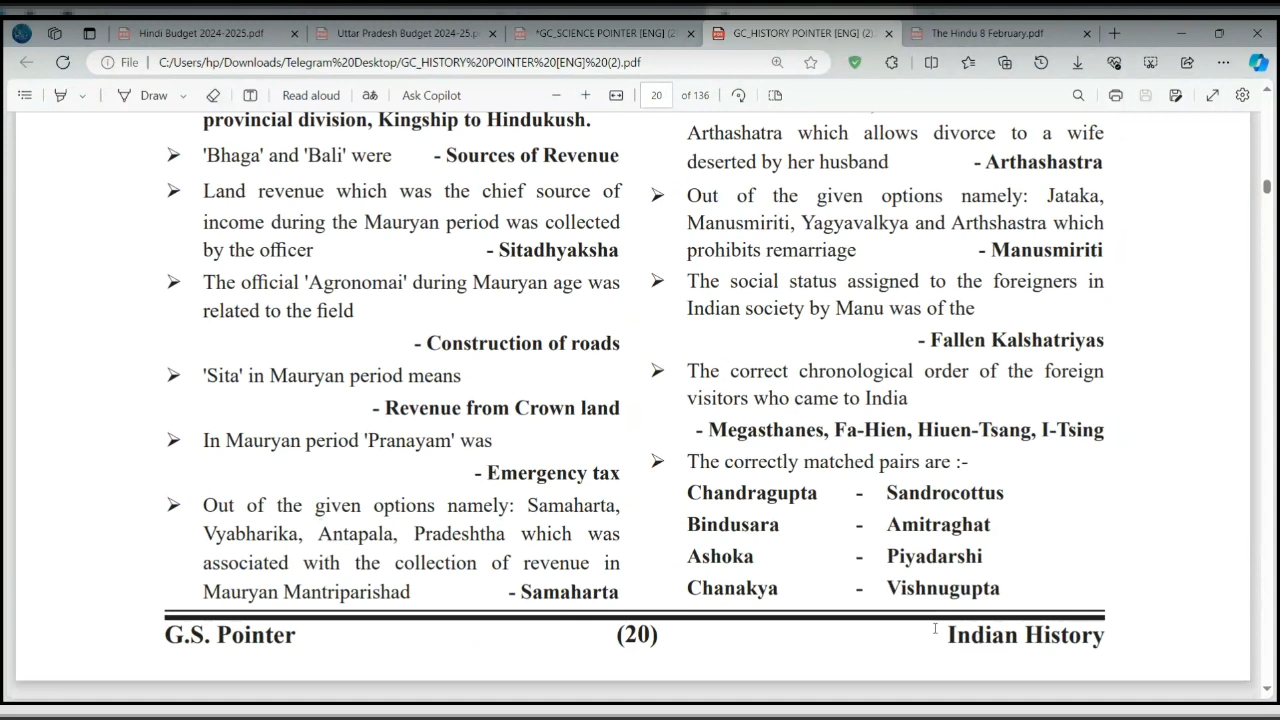 Hindi Budget 2024-2025.pdf
Uttar Pradesh Budget 2024-25.p
*GC_SCIENCE POINTER [ENG] (2)
GC_HISTORY POINTER [ENG] (2)
The Hindu 8 February.pdf
File
C:/Users/hp/Downloads/Telegram%20Desktop/GC_HISTORY%20POINTER%20[ENG]%20(2).pdf
Draw
Read aloud
Ask Copilot
20
of 136
provincial division, Kingship to Hindukush.
'Bhaga' and 'Bali' were - Sources of Revenue
Land revenue which was the chief source of
income during the Mauryan period was collected
by the officer - Sitadhyaksha
The official 'Agronomai' during Mauryan age was
related to the field
- Construction of roads
'Sita' in Mauryan period means
- Revenue from Crown land
In Mauryan period 'Pranayam' was
- Emergency tax
Out of the given options namely: Samaharta,
Vyabharika, Antapala, Pradeshtha which was
associated with the collection of revenue in
Mauryan Mantriparishad - Samaharta
Arthashatra which allows divorce to a wife
deserted by her husband - Arthashastra
Out of the given options namely: Jataka,
Manusmiriti, Yagyavalkya and Arthshastra which
prohibits remarriage - Manusmiriti
The social status assigned to the foreigners in
Indian society by Manu was of the
- Fallen Kalshatriyas
The correct chronological order of the foreign
visitors who came to India
- Megasthanes, Fa-Hien, Hiuen-Tsang, I-Tsing
The correctly matched pairs are :-
Chandragupta - Sandrocottus
Bindusara - Amitraghat
Ashoka - Piyadarshi
Chanakya - Vishnugupta
G.S. Pointer (20) Indian History